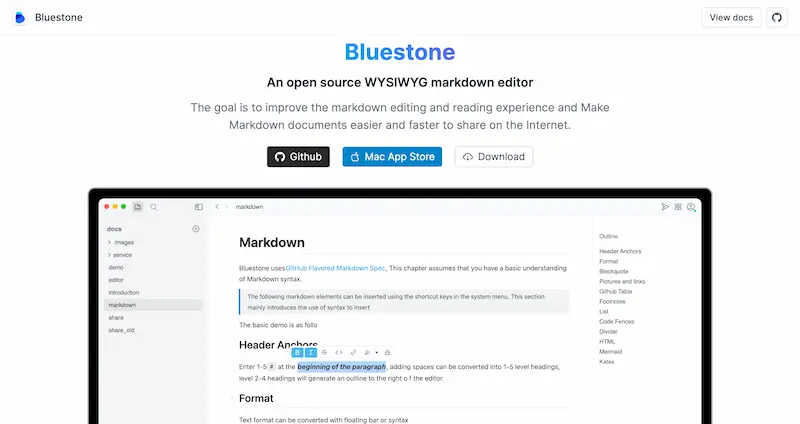 Bluestone
View docs
Bluestone
An open source WYSIWYG markdown editor
The goal is to improve the markdown editing and reading experience and Make
Markdown documents easier and faster to share on the Internet.
Github
Mac App Store
Download
markdown
docs
images
service
demo
editor
introduction
markdown
share
share_old
Markdown
Bluestone usesGitHub Flavored Markdown Spec, This chapter assumes that you have a basic understanding
of Markdown syntax.
The following markdown elements can be inserted using the shortcut keys in the system menu. This section
mainly introduces the use of syntax to insert
The basic demo is as follo
Header Anchors
B I S
Enter 1-5 # at the beginning of the paragraph, adding spaces can be converted into 1-5 level headings,
level 2-4 headings will generate an outline to the right o f the editor.
Format
Text format can be converted with floating bar or syntax
Outline
Header Anchors
Format
Blockquote
Pictures and links
Github Table
Footnotes
List
Code Fences
Divider
HTML
Mermaid
Katex